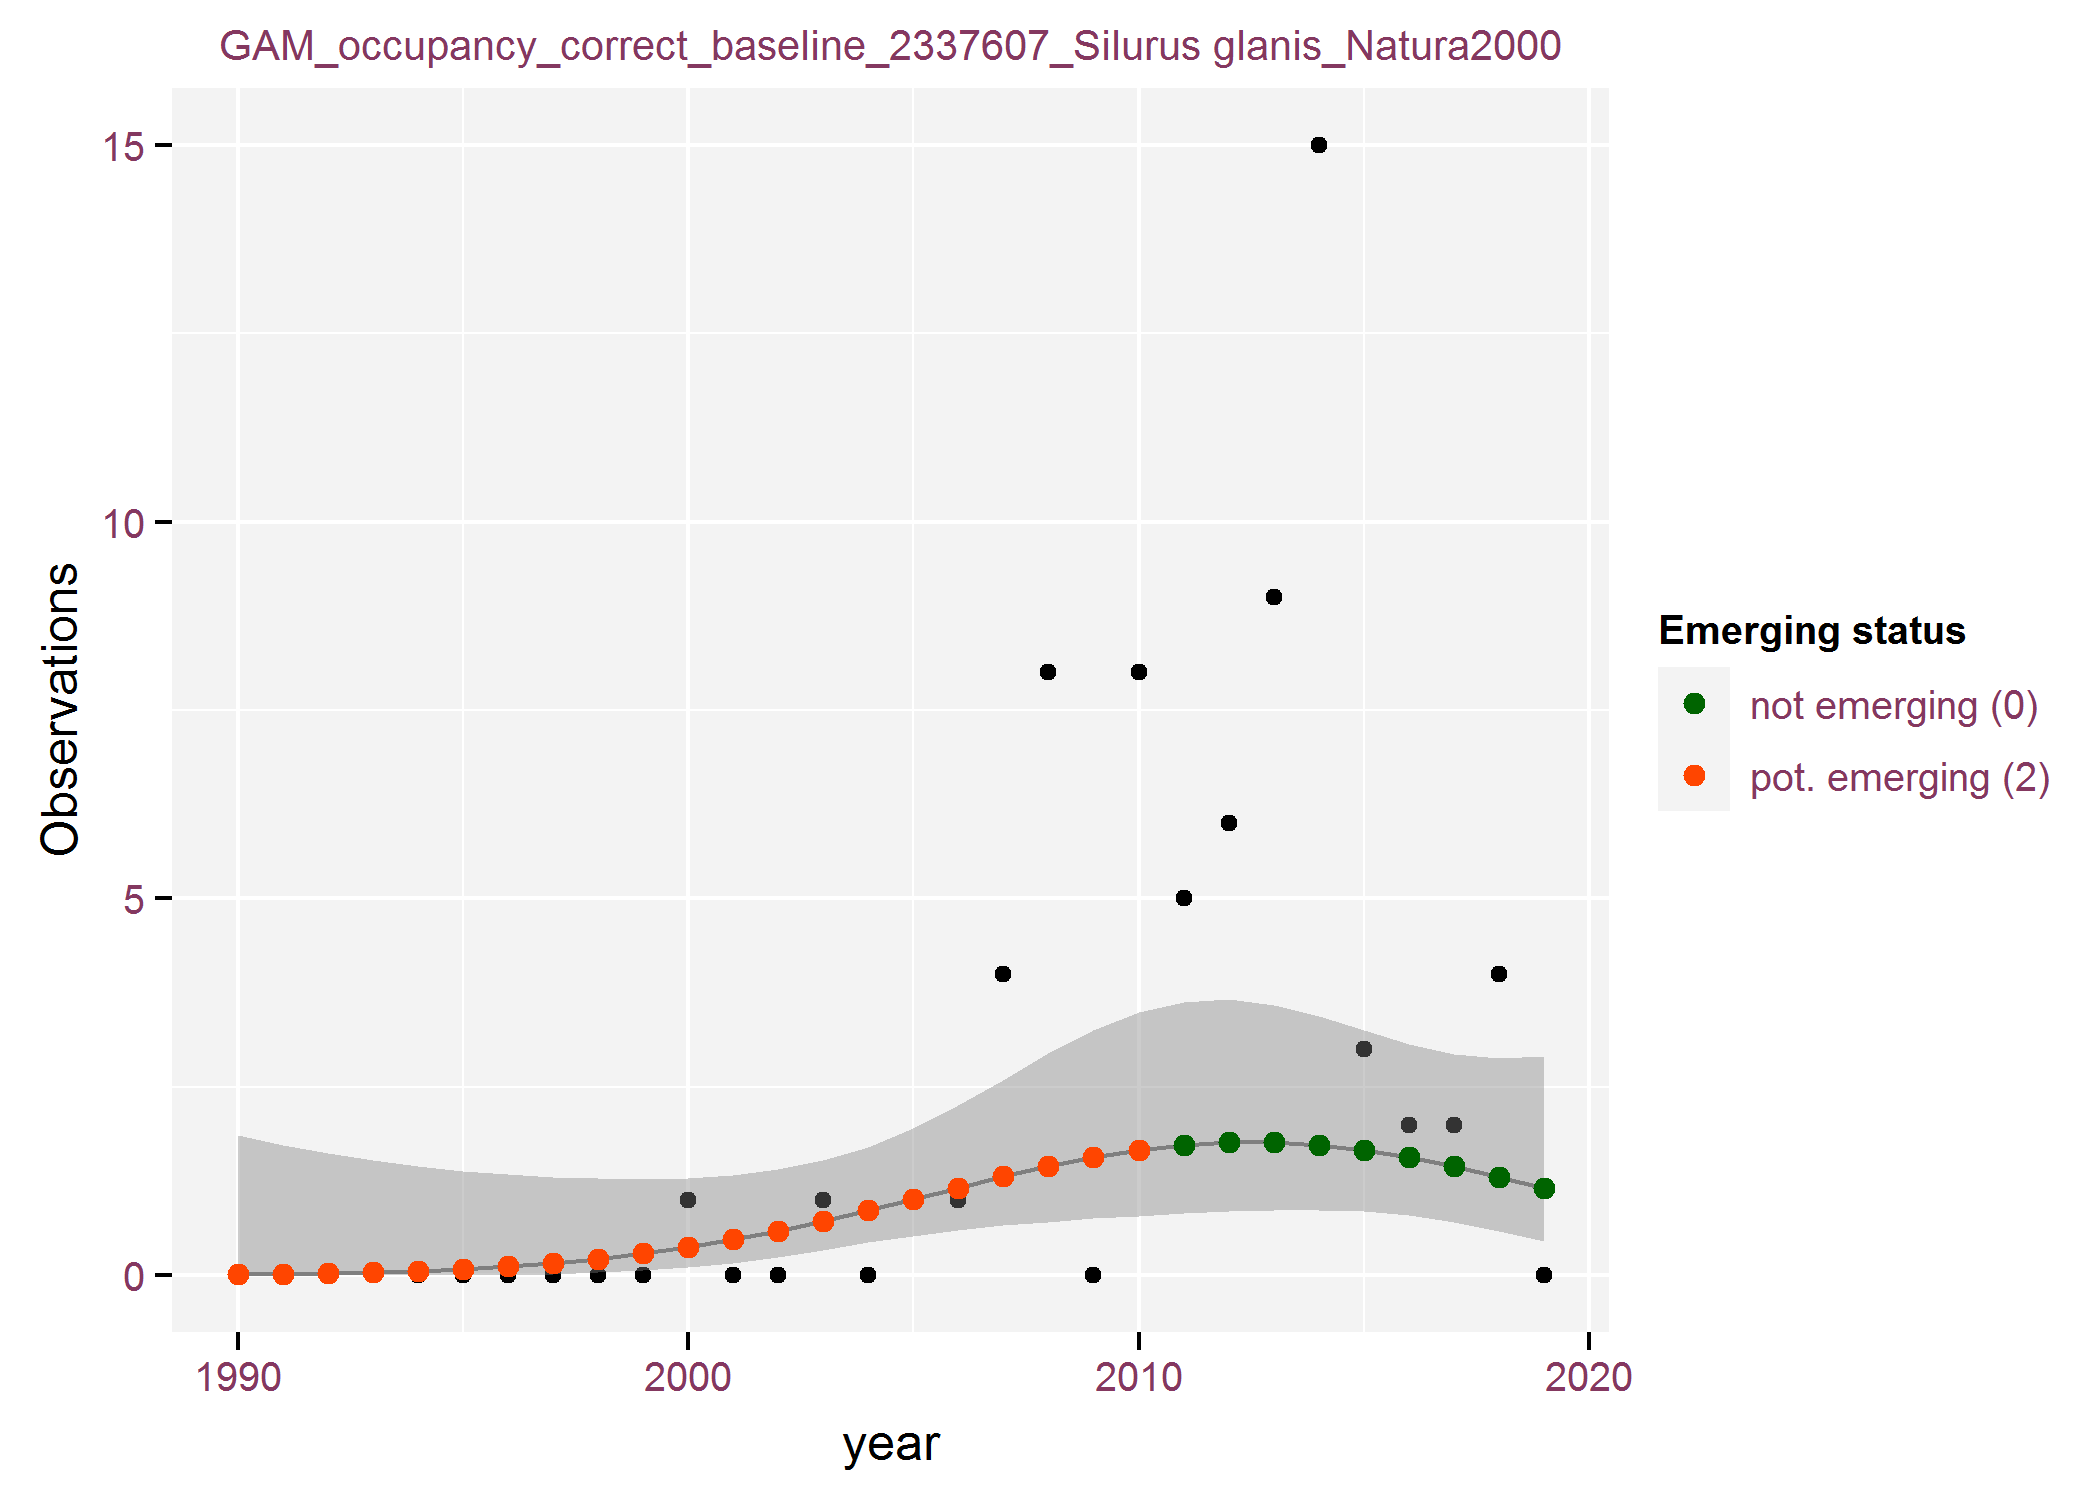 GAM_occupancy_correct_baseline_2337607_Silurus glanis_Natura2000
15
10
5
0
Observations
1990 2000 2010 2020
year
Emerging status
not emerging (0)
pot. emerging (2)